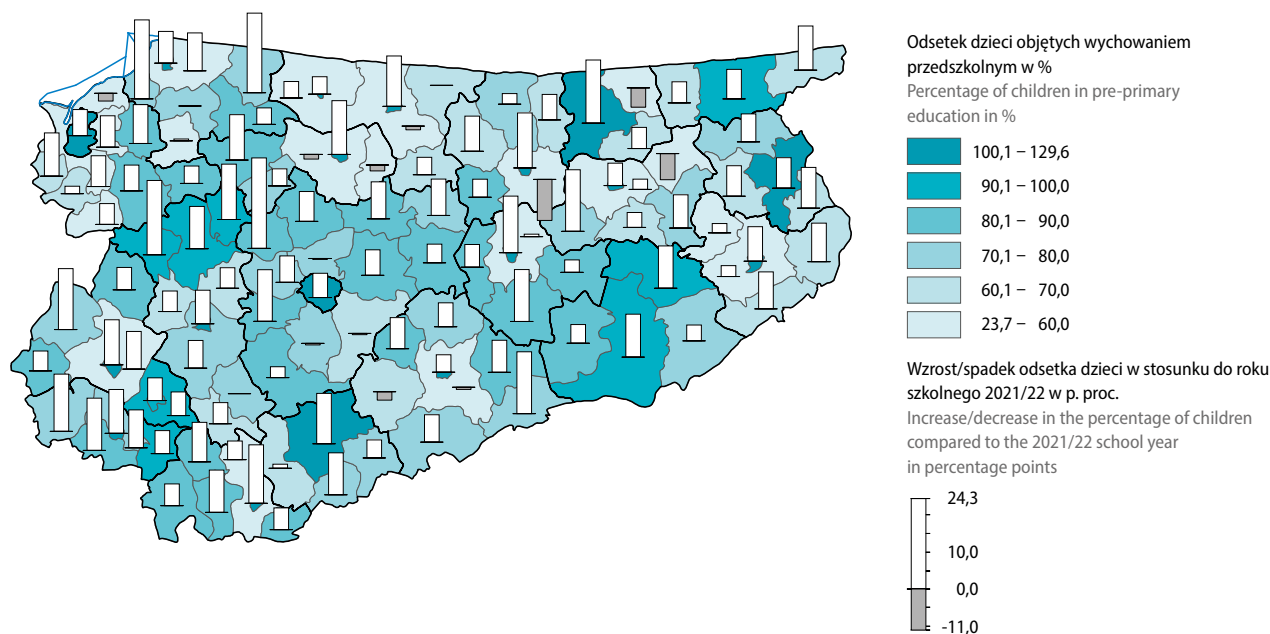 Odsetek dzieci objętych wychowaniem
przedszkolnym w %
Percentage of children in pre-primary
education in %
100,1 – 129,6
90,1 – 100,0
80,1 – 90,0
70,1 – 80,0
60,1 – 70,0
23,7 – 60,0
Wzrost/spadek odsetka dzieci w stosunku do roku
szkolnego 2021/22 w p. proc.
Increase/decrease in the percentage of children
compared to the 2021/22 school year
in percentage points
24,3
10,0
0,0
-11,0